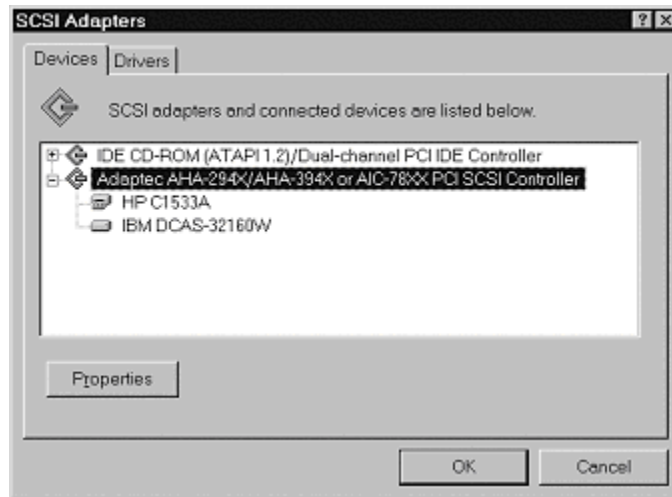 SCSI Adapters
Devices Drivers
SCSI adapters and connected devices are listed below.
IDE CD-ROM (ATAPI 1.2)/Dual-channel PCI IDE Controller
Adaptec AHA-294X/AHA-394X or AIC-78XX PCI SCSI Controller
HP C1533A
IBM DCAS-32160W
Properties
OK Cancel